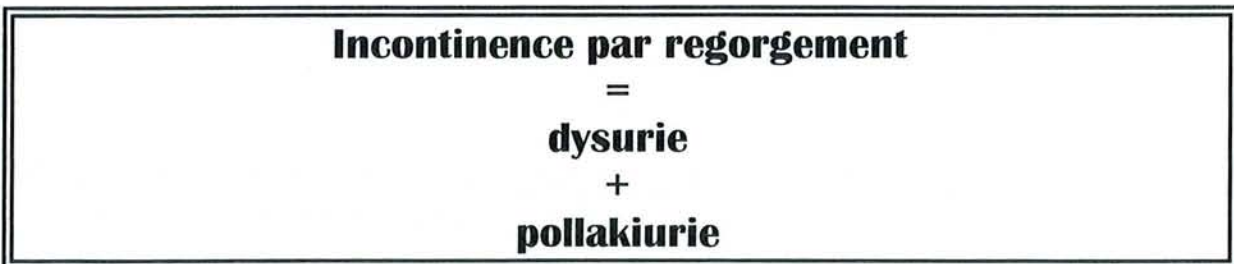 Incontinence par regorgement
=
dysurie
+
pollakiurie